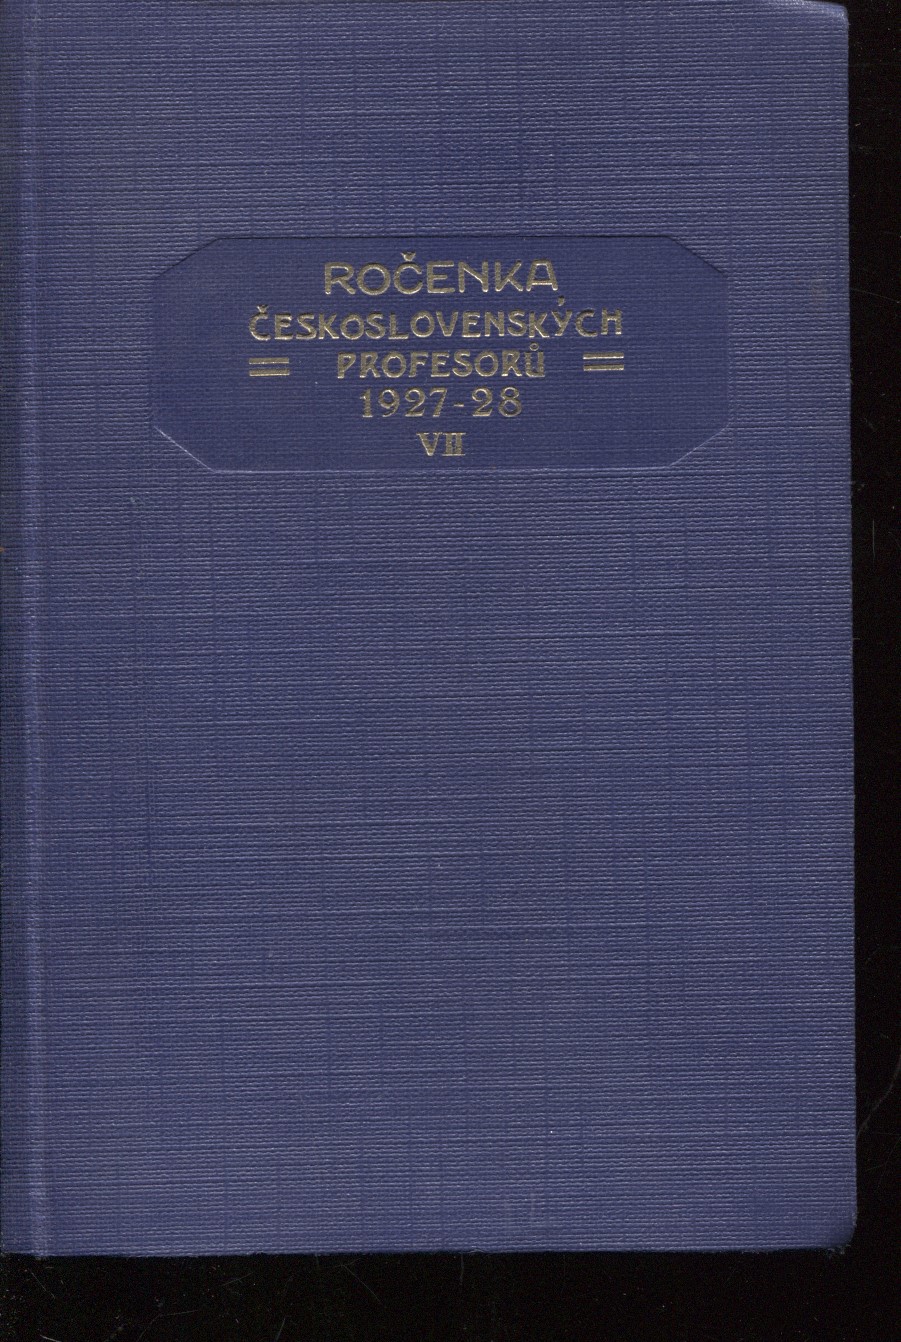 ROČENKA
ČESKOSLOVENSKÝCH
PROFESORŮ
1927-28
VII